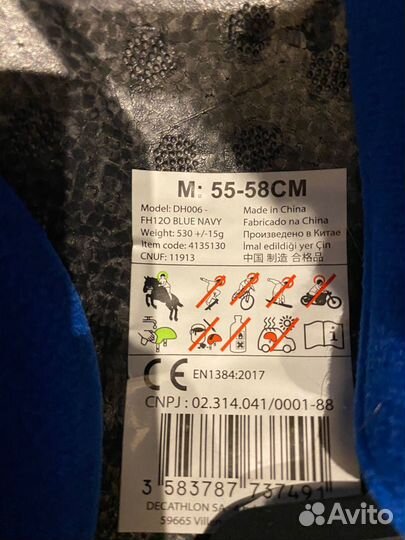 M: 55-58CM
Model: DH006 -
FH12O BLUE NAVY
Weight: 530 +/-15g
Item code: 4135130
CNUF: 11913
Made in China
Fabricado na China
Произведено в Китае
İmal edildiği yer Çin
中国 制造 合格品
CE EN1384:2017
CNPJ : 02.314.041/0001-88
3 583787 737491
DECATHLON SA
59665
Avito